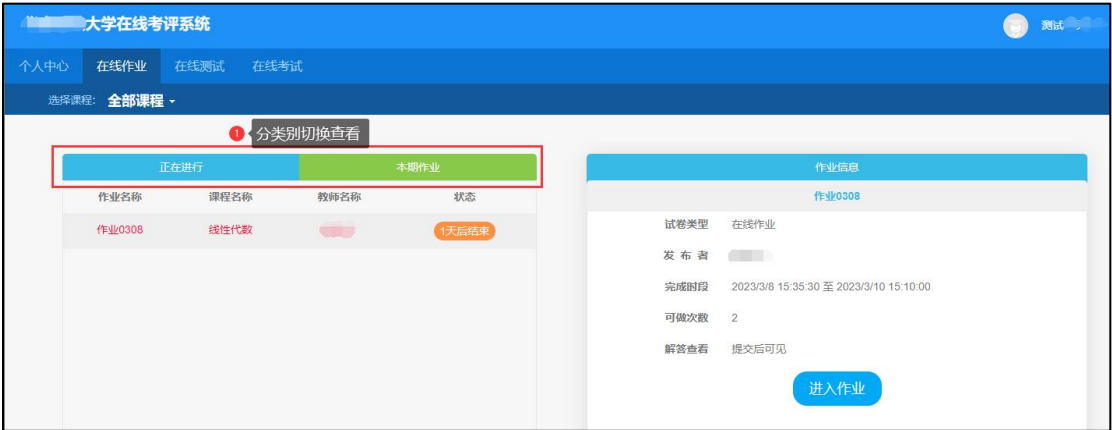 大学在线考评系统
测试
个人中心 在线作业 在线测试 在线考试
选择课程: 全部课程
1 分类别切换查看
正在进行 本期作业
作业名称 课程名称 教师名称 状态
作业0308 线性代数 1天后结束
作业信息
作业0308
试卷类型 在线作业
发布者
完成时段 2023/3/8 15:35:30 至 2023/3/10 15:10:00
可做次数 2
解答查看 提交后可见
进入作业